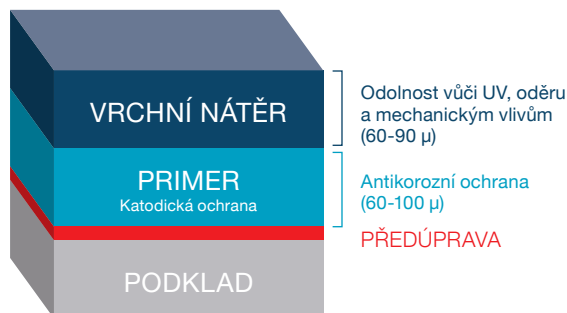 VRCHNÍ NÁTĚR
Odolnost vůči UV, oděru
a mechanickým vlivům
(60-90 µ)
PRIMER
Katodická ochrana
Antikorozní ochrana
(60-100 µ)
PŘEDÚPRAVA
PODKLAD